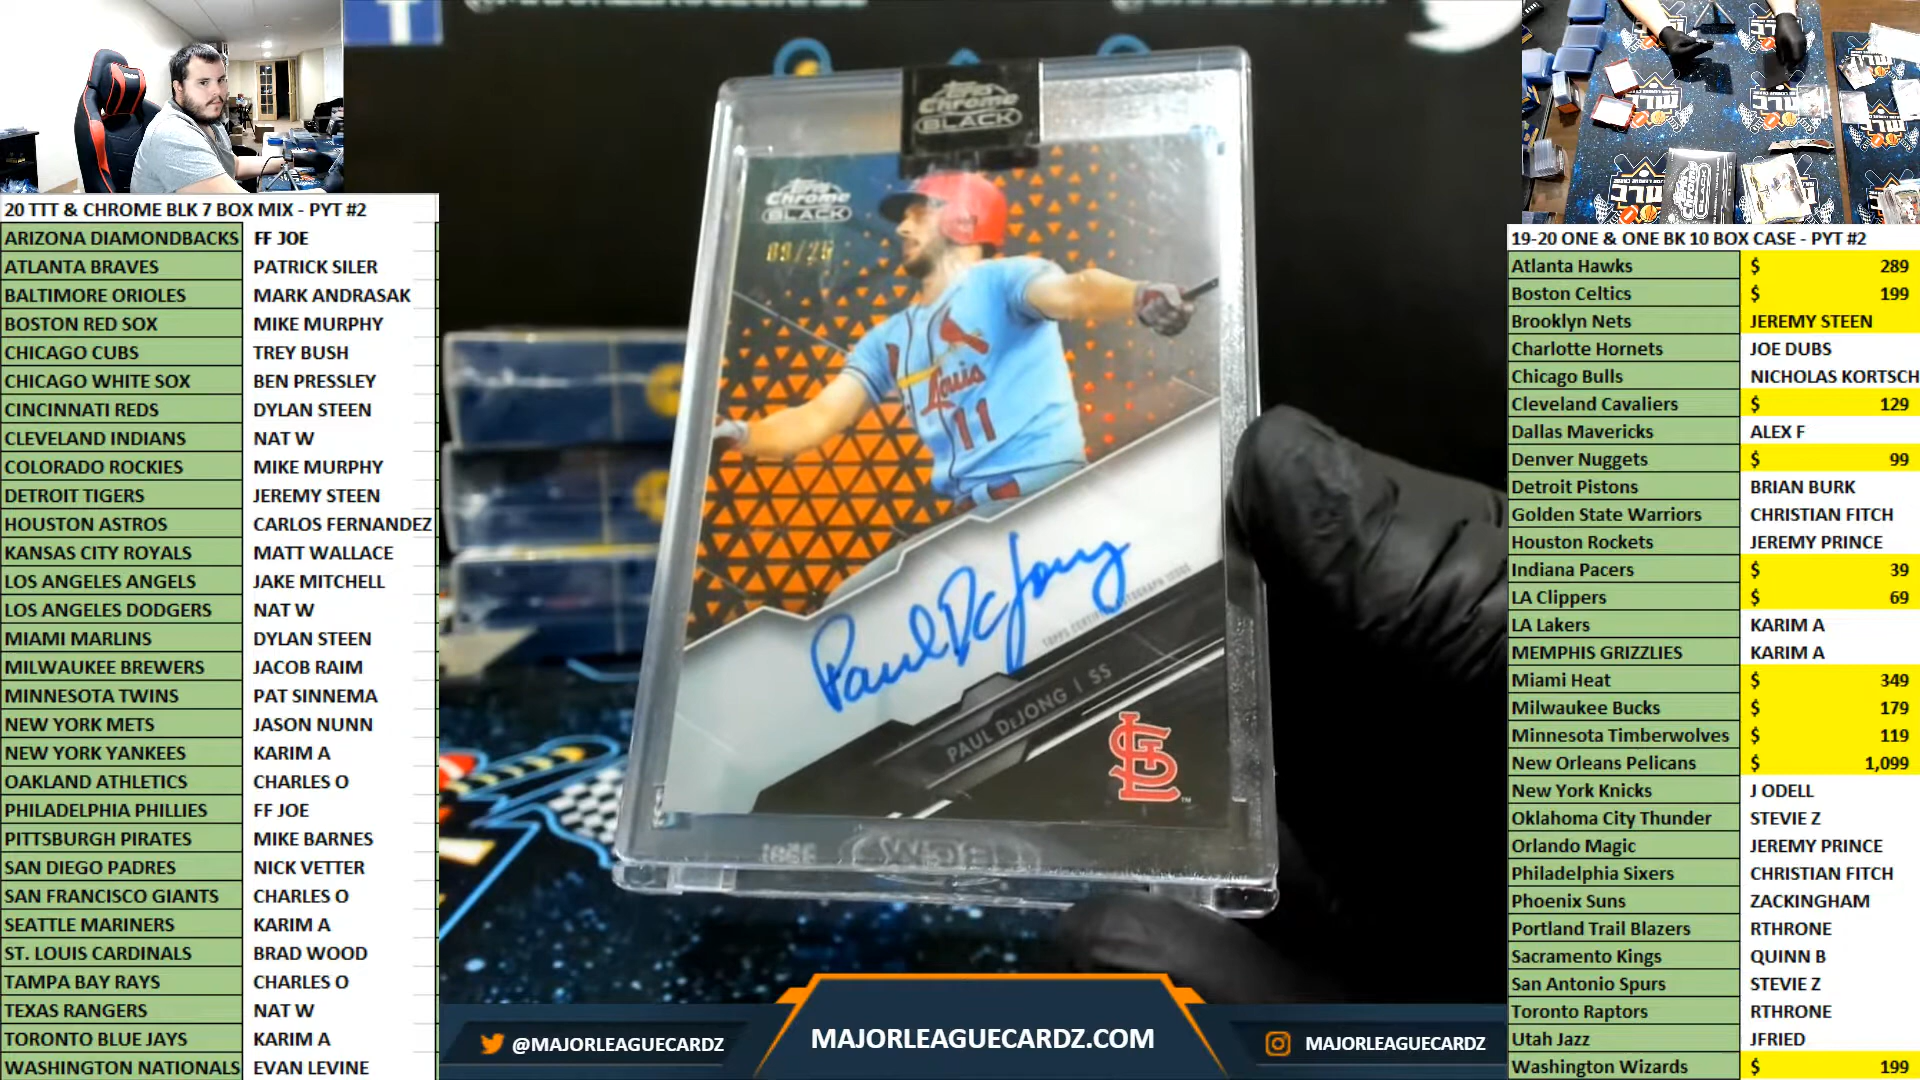 20 TTT & CHROME BLK 7 BOX MIX - PYT #2
ARIZONA DIAMONDBACKS FF JOE
ATLANTA BRAVES PATRICK SILER
BALTIMORE ORIOLES MARK ANDRASAK
BOSTON RED SOX MIKE MURPHY
CHICAGO CUBS TREY BUSH
CHICAGO WHITE SOX BEN PRESSLEY
CINCINNATI REDS DYLAN STEEN
CLEVELAND INDIANS NAT W
COLORADO ROCKIES MIKE MURPHY
DETROIT TIGERS JEREMY STEEN
HOUSTON ASTROS CARLOS FERNANDEZ
KANSAS CITY ROYALS MATT WALLACE
LOS ANGELES ANGELS JAKE MITCHELL
LOS ANGELES DODGERS NAT W
MIAMI MARLINS DYLAN STEEN
MILWAUKEE BREWERS JACOB RAIM
MINNESOTA TWINS PAT SINNEMA
NEW YORK METS JASON NUNN
NEW YORK YANKEES KARIM A
OAKLAND ATHLETICS CHARLES O
PHILADELPHIA PHILLIES FF JOE
PITTSBURGH PIRATES MIKE BARNES
SAN DIEGO PADRES NICK VETTER
SAN FRANCISCO GIANTS CHARLES O
SEATTLE MARINERS KARIM A
ST. LOUIS CARDINALS BRAD WOOD
TAMPA BAY RAYS CHARLES O
TEXAS RANGERS NAT W
TORONTO BLUE JAYS KARIM A
WASHINGTON NATIONALS EVAN LEVINE
Topps
Chrome
BLACK
Topps
Chrome
BLACK
09/25
Louis
11
Paul DeJong
TOPPS CERTIFIED AUTOGRAPH ISSUE
PAUL DeJONG | SS
STL
@MAJORLEAGUECARDZ
MAJORLEAGUECARDZ.COM
MAJORLEAGUECARDZ
19-20 ONE & ONE BK 10 BOX CASE - PYT #2
Atlanta Hawks $ 289
Boston Celtics $ 199
Brooklyn Nets JEREMY STEEN
Charlotte Hornets JOE DUBS
Chicago Bulls NICHOLAS KORTSCH
Cleveland Cavaliers $ 129
Dallas Mavericks ALEX F
Denver Nuggets $ 99
Detroit Pistons BRIAN BURK
Golden State Warriors CHRISTIAN FITCH
Houston Rockets JEREMY PRINCE
Indiana Pacers $ 39
LA Clippers $ 69
LA Lakers KARIM A
MEMPHIS GRIZZLIES KARIM A
Miami Heat $ 349
Milwaukee Bucks $ 179
Minnesota Timberwolves $ 119
New Orleans Pelicans $ 1,099
New York Knicks J ODELL
Oklahoma City Thunder STEVIE Z
Orlando Magic JEREMY PRINCE
Philadelphia Sixers CHRISTIAN FITCH
Phoenix Suns ZACKINGHAM
Portland Trail Blazers RTHRONE
Sacramento Kings QUINN B
San Antonio Spurs STEVIE Z
Toronto Raptors RTHRONE
Utah Jazz JFRIED
Washington Wizards $ 199